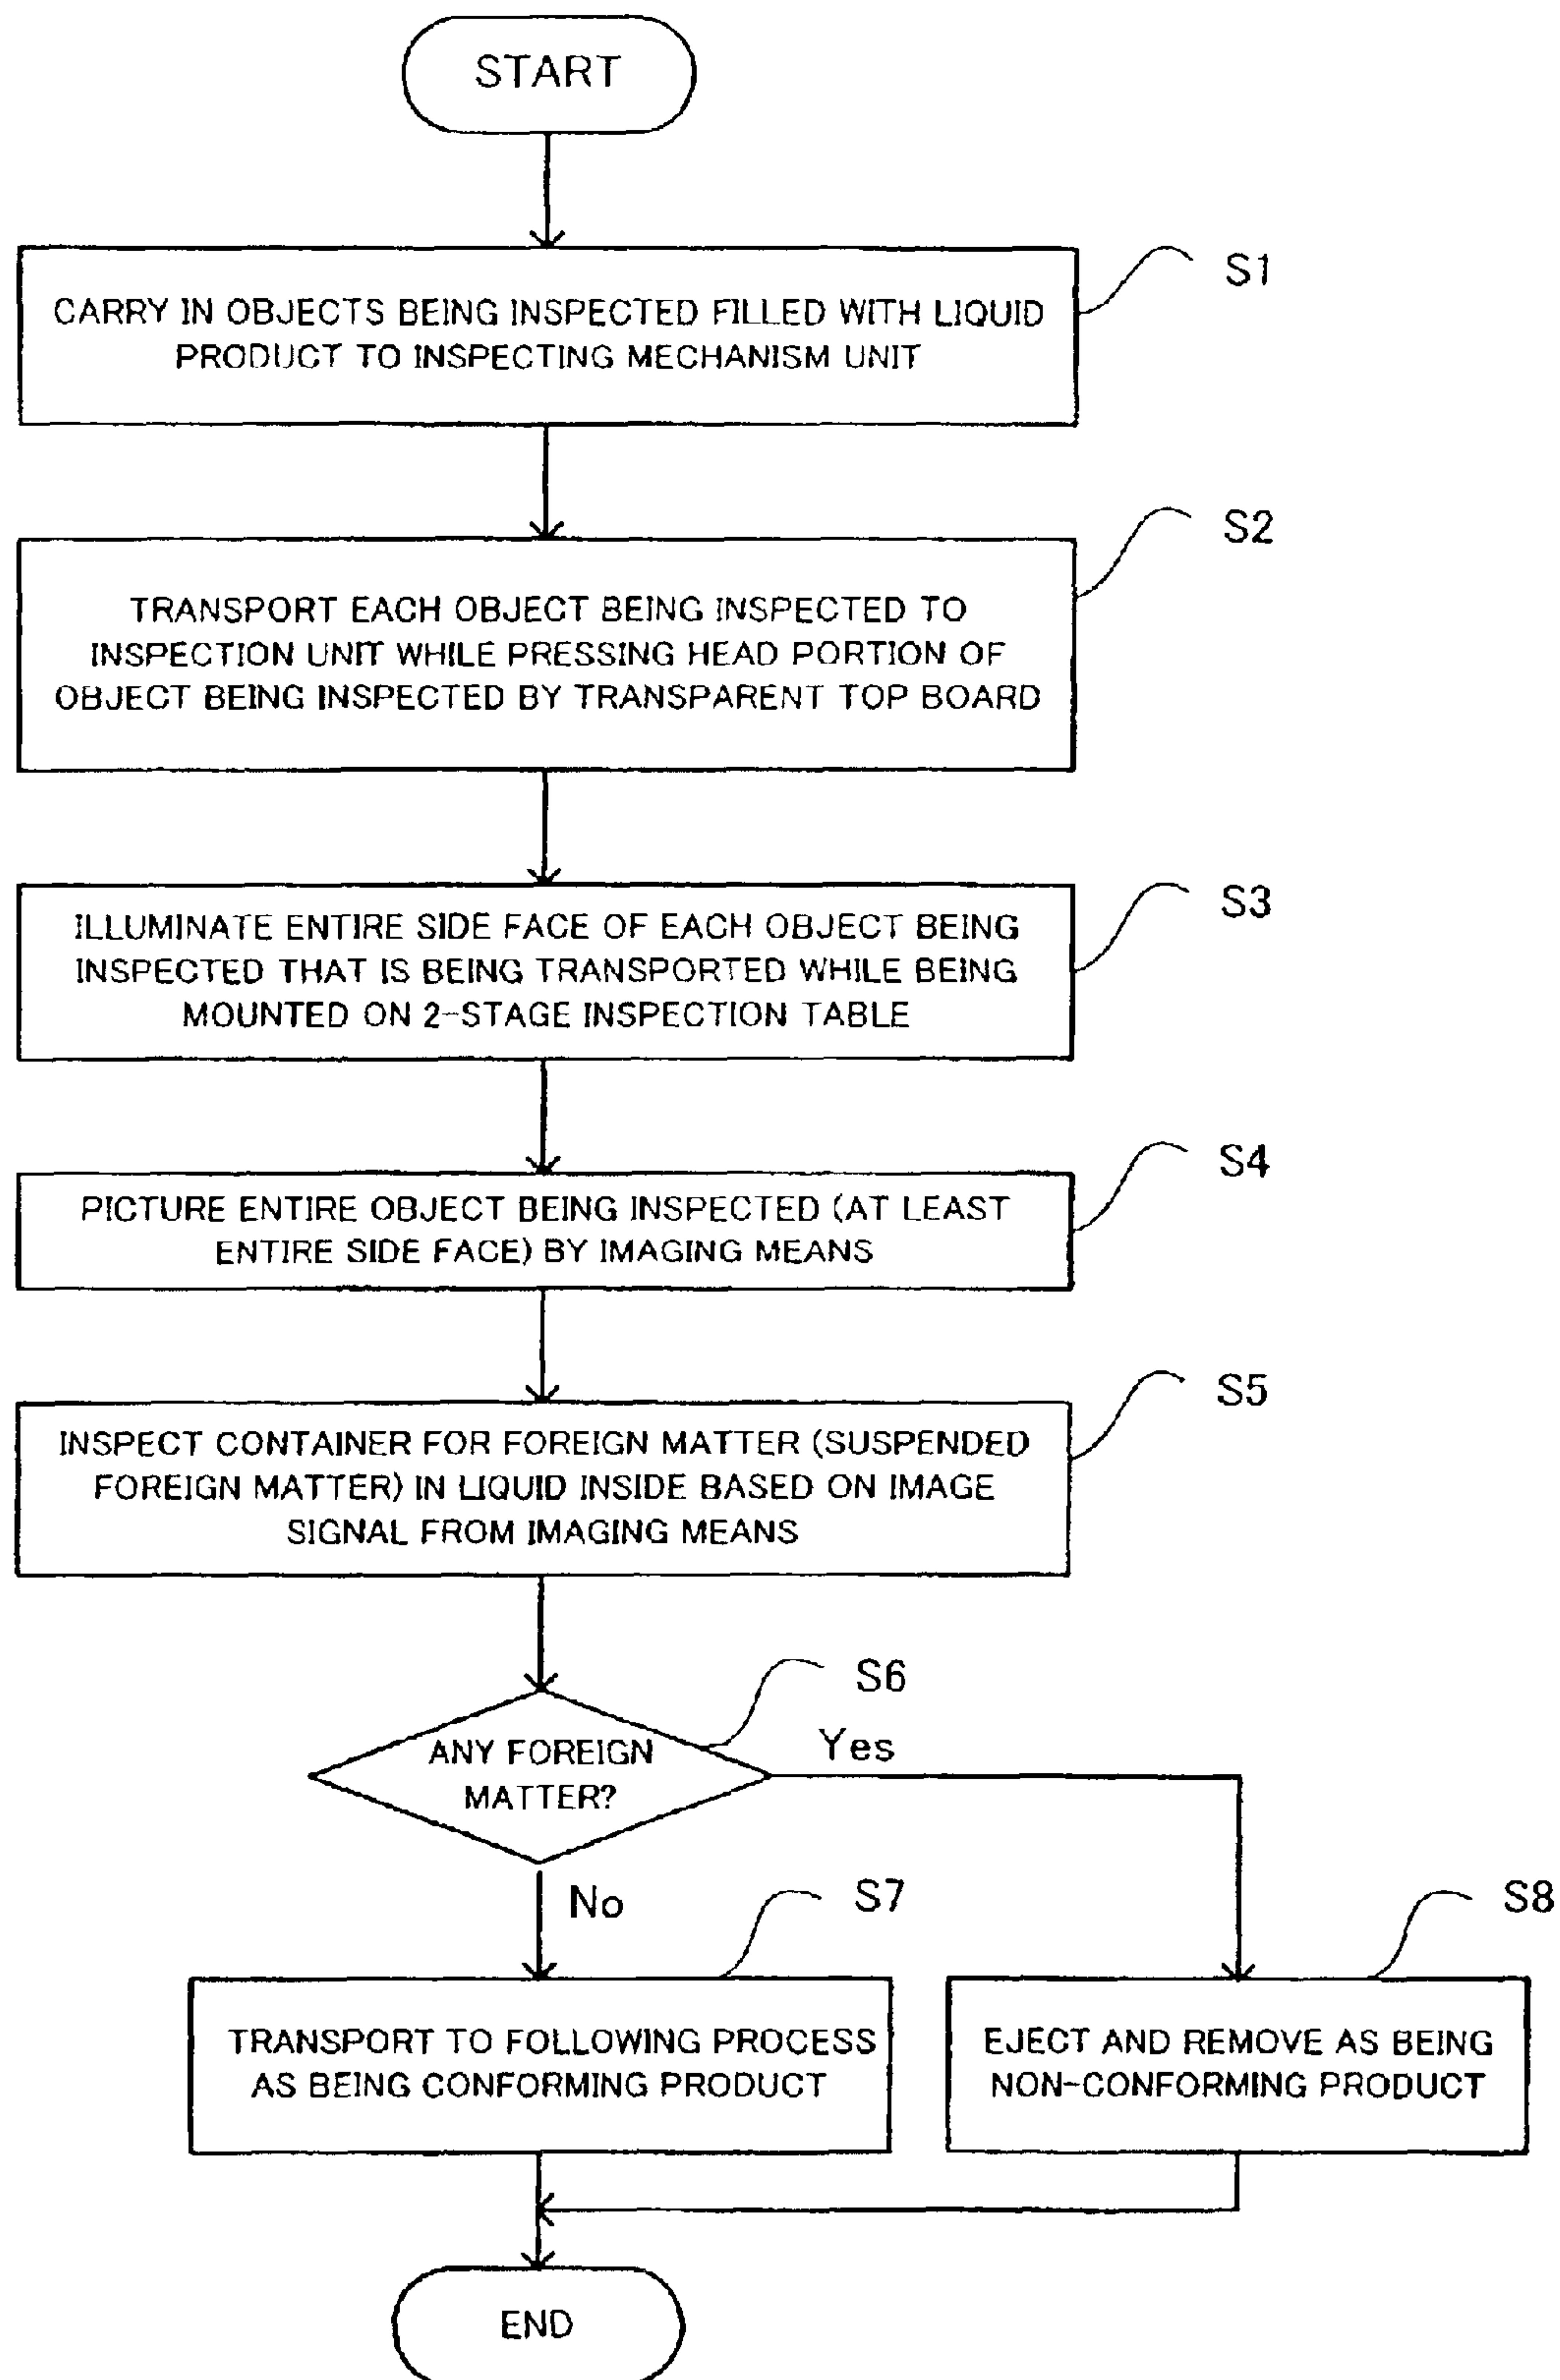 START
S1
CARRY IN OBJECTS BEING INSPECTED FILLED WITH LIQUID
PRODUCT TO INSPECTING MECHANISM UNIT
S2
TRANSPORT EACH OBJECT BEING INSPECTED TO
INSPECTION UNIT WHILE PRESSING HEAD PORTION OF
OBJECT BEING INSPECTED BY TRANSPARENT TOP BOARD
S3
ILLUMINATE ENTIRE SIDE FACE OF EACH OBJECT BEING
INSPECTED THAT IS BEING TRANSPORTED WHILE BEING
MOUNTED ON 2-STAGE INSPECTION TABLE
S4
PICTURE ENTIRE OBJECT BEING INSPECTED (AT LEAST
ENTIRE SIDE FACE) BY IMAGING MEANS
S5
INSPECT CONTAINER FOR FOREIGN MATTER (SUSPENDED
FOREIGN MATTER) IN LIQUID INSIDE BASED ON IMAGE
SIGNAL FROM IMAGING MEANS
S6
ANY FOREIGN
MATTER?
Yes
No
S7
S8
TRANSPORT TO FOLLOWING PROCESS
AS BEING CONFORMING PRODUCT
EJECT AND REMOVE AS BEING
NON-CONFORMING PRODUCT
END